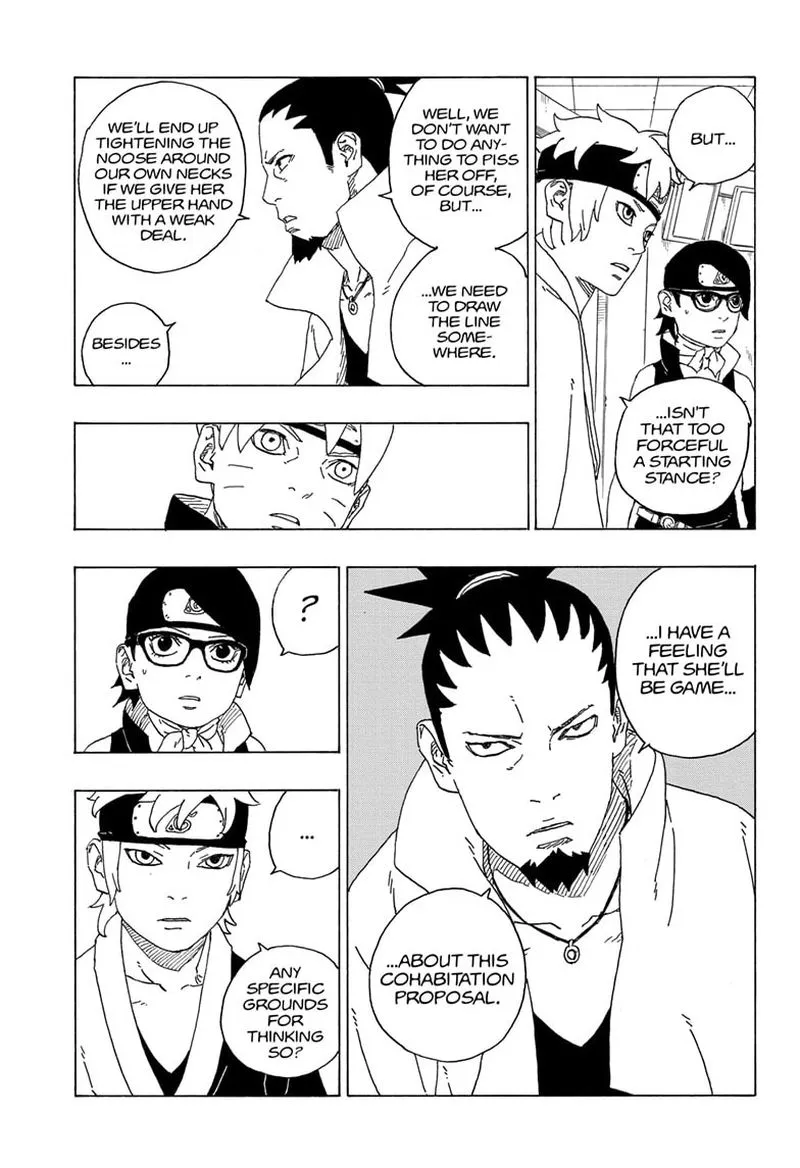 BUT...
...ISN'T
THAT TOO
FORCEFUL
A STARTING
STANCE?
WELL, WE
DON'T WANT
TO DO ANY-
THING TO PISS
HER OFF,
OF COURSE,
BUT...
...WE NEED
TO DRAW
THE LINE
SOME-
WHERE.
WE'LL END UP
TIGHTENING THE
NOOSE AROUND
OUR OWN NECKS
IF WE GIVE HER
THE UPPER HAND
WITH A WEAK
DEAL.
BESIDES
...
...I HAVE A
FEELING
THAT SHE'LL
BE GAME...
...ABOUT THIS
COHABITATION
PROPOSAL.
?
...
ANY
SPECIFIC
GROUNDS
FOR
THINKING
SO?